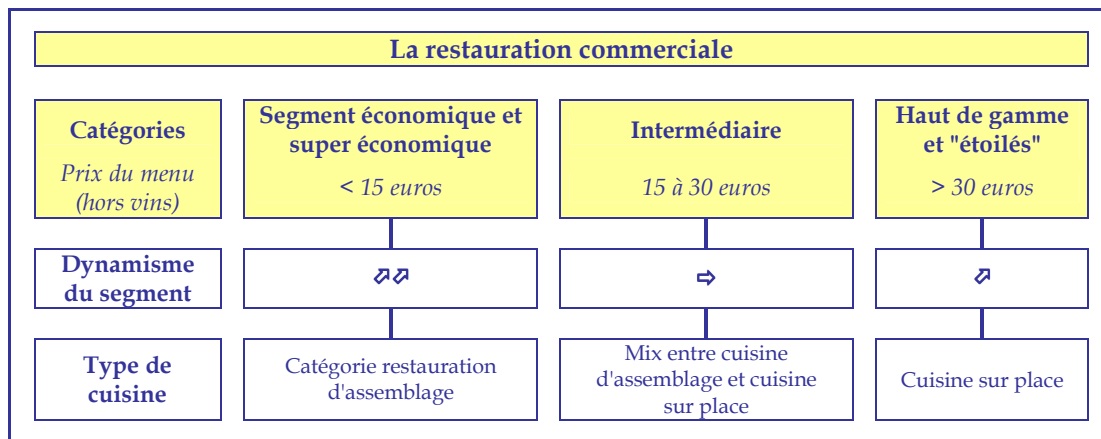 La restauration commerciale
Catégories
Prix du menu
(hors vins)
Segment économique et
super économique
< 15 euros
Intermédiaire
15 à 30 euros
Haut de gamme
et "étoilés"
> 30 euros
Dynamisme
du segment
Type de
cuisine
Catégorie restauration
d'assemblage
Mix entre cuisine
d'assemblage et cuisine
sur place
Cuisine sur place